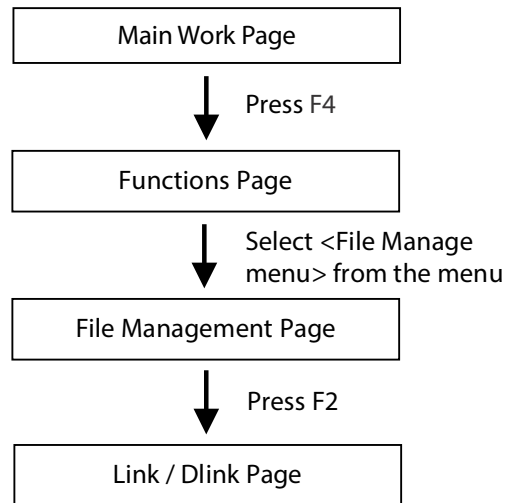 Main Work Page
Press F4
Functions Page
Select <File Manage
menu> from the menu
File Management Page
Press F2
Link / Dlink Page